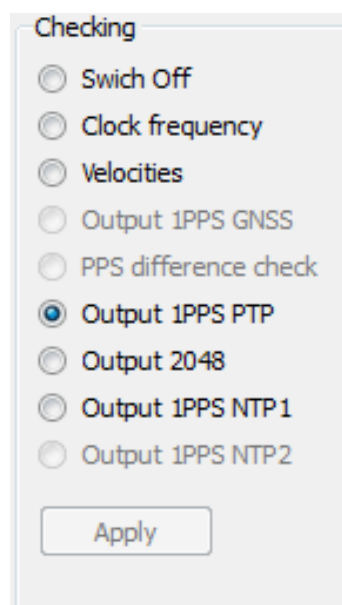 Checking
Swich Off
Clock frequency
Velocities
Output 1PPS GNSS
PPS difference check
Output 1PPS PTP
Output 2048
Output 1PPS NTP1
Output 1PPS NTP2
Apply